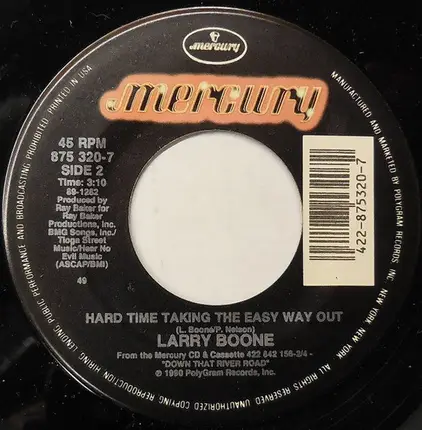 mercury
mercury
45 RPM
875 320-7
SIDE 2
Time: 3:10
89-1262
Produced by
Ray Baker for
Ray Baker
Productions, Inc.
BMG Songs, Inc./
Tioga Street
Music/Hear No
Evil Music
(ASCAP/BMI)
49
422-875320-7
HARD TIME TAKING THE EASY WAY OUT
(L. Boone/P. Nelson)
LARRY BOONE
From the Mercury CD & Cassette 422 842 156-2/4 -
"DOWN THAT RIVER ROAD"
℗ 1990 PolyGram Records, Inc.
UNAUTHORIZED COPYING REPRODUCTION HIRING LENDING PUBLIC PERFORMANCE AND BROADCASTING PROHIBITED. PRINTED IN USA.
MANUFACTURED AND MARKETED BY POLYGRAM RECORDS, INC. NEW YORK, NEW YORK. ALL RIGHTS RESERVED.